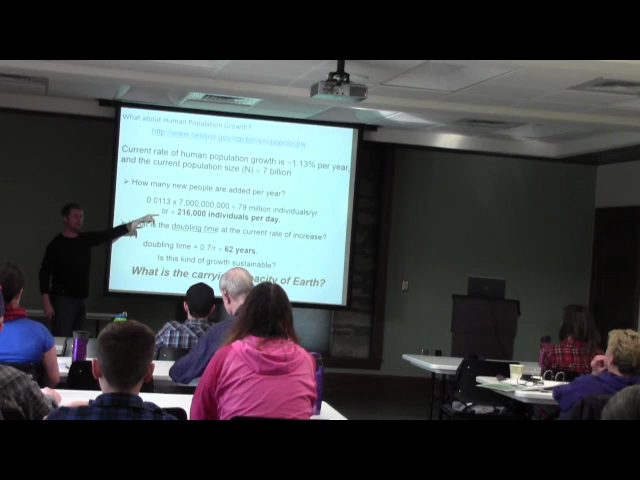 What about Human Population Growth?
Current rate of human population growth is ~1.13% per year,
and the current population size (N) = 7 billion
➢ How many new people are added per year?
0.0113 x 7,000,000,000 = 79 million individuals/yr
or = 216,000 individuals per day.
is the doubling time at the current rate of increase?
doubling time = 0.7/r = 62 years.
Is this kind of growth sustainable?
What is the carrying capacity of Earth?